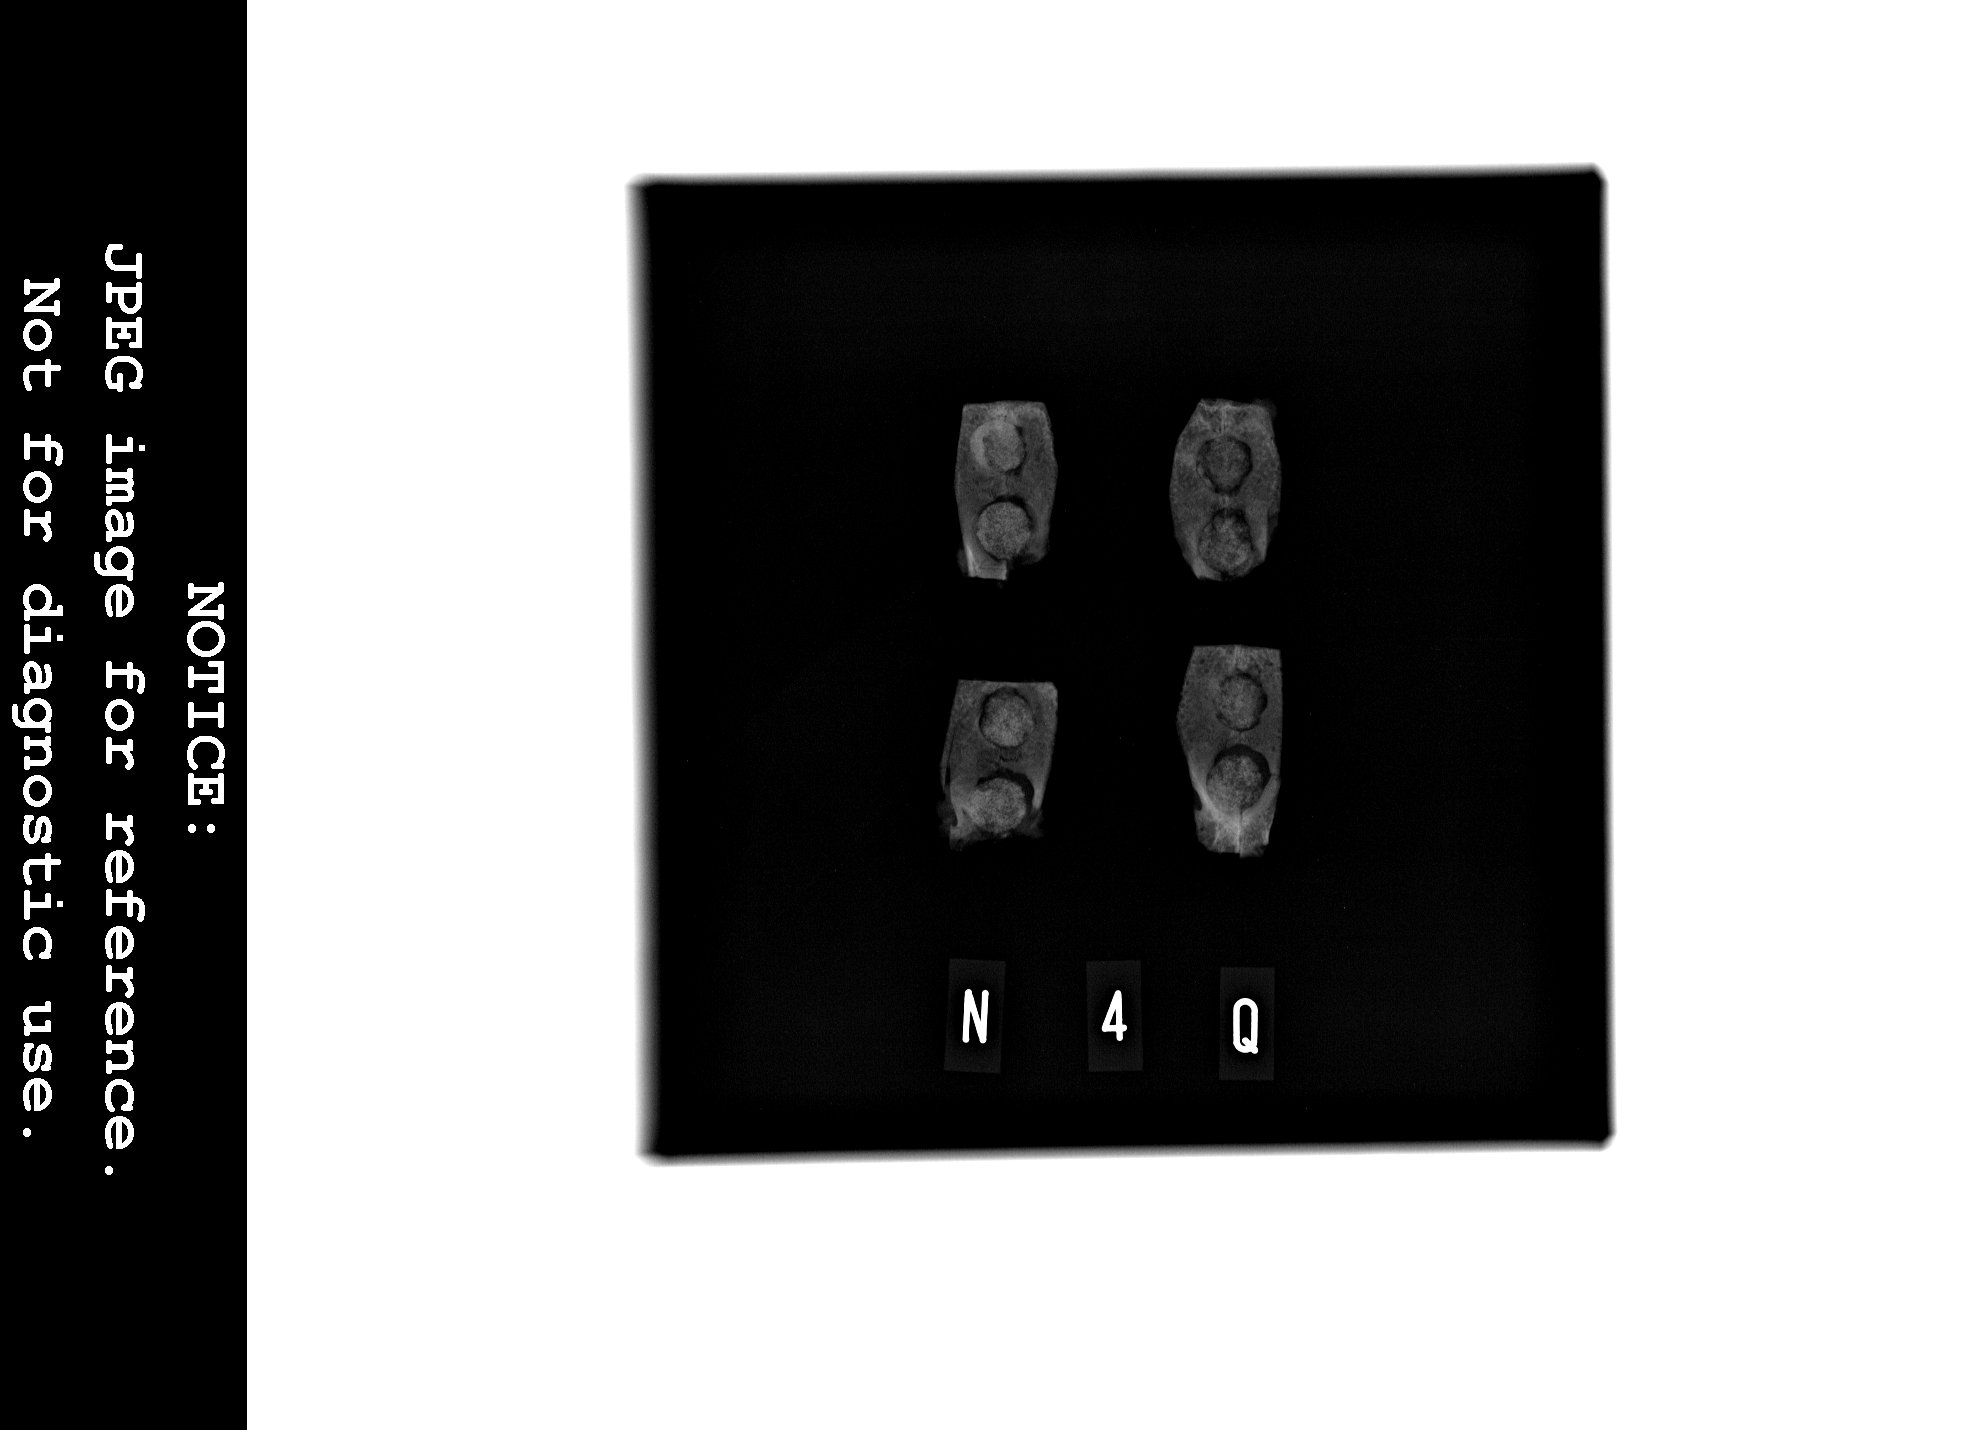 NOTICE:
JPEG image for reference.
Not for diagnostic use.
N 4 Q